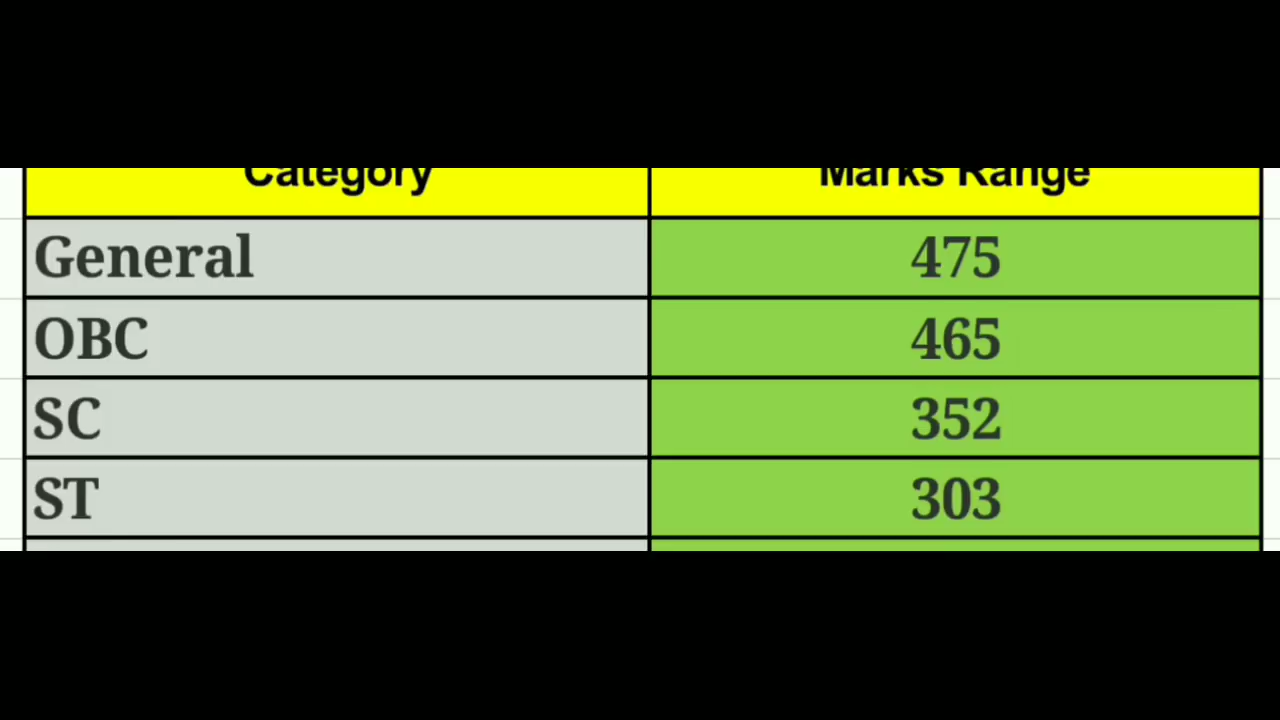 Category Marks Range
General 475
OBC 465
SC 352
ST 303